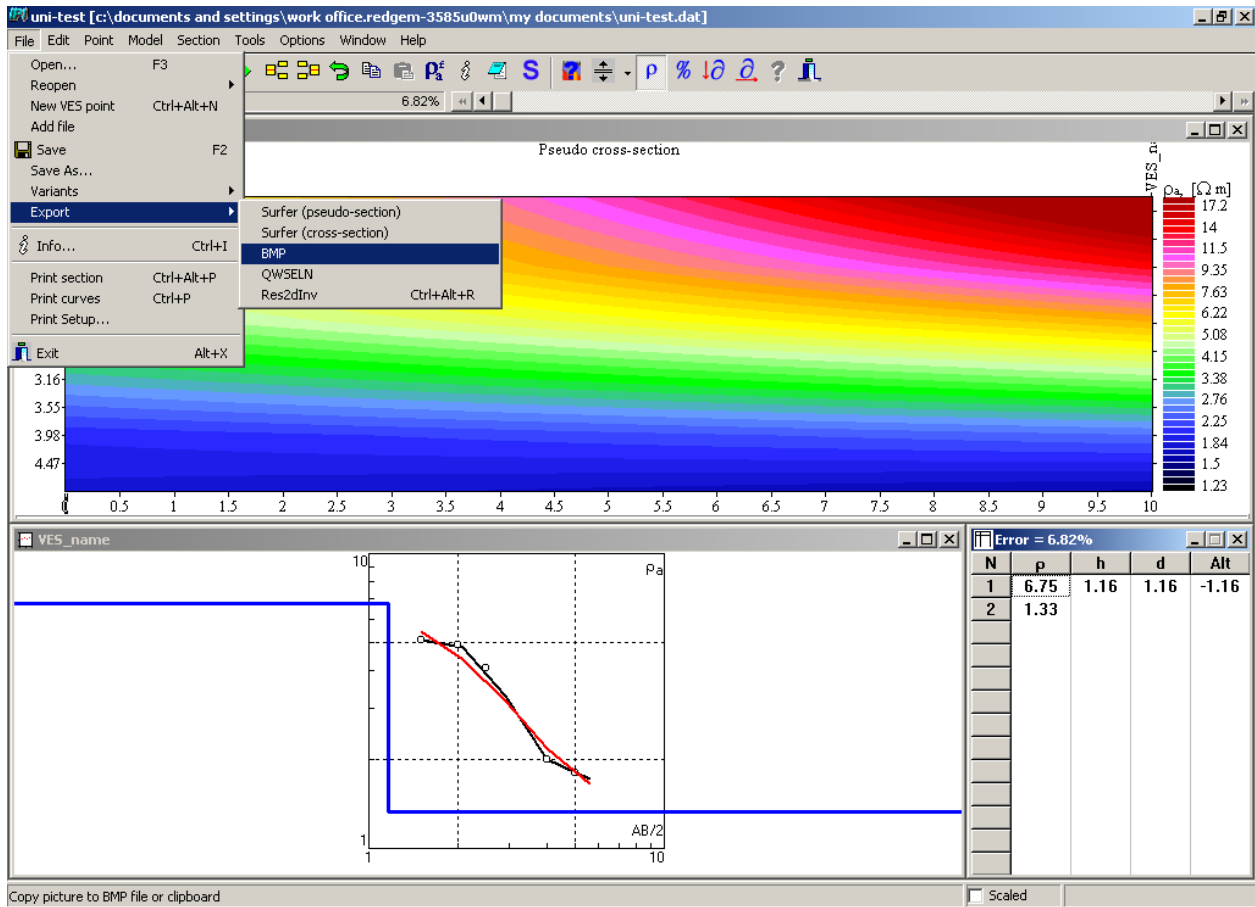 uni-test [c:\documents and settings\work office.redgem-3585u0wm\my documents\uni-test.dat]
File Edit Point Model Section Tools Options Window Help
Open... F3
Reopen
New VES point Ctrl+Alt+N
Add file
Save F2
Save As...
Variants
Export
Info... Ctrl+I
Print section Ctrl+Alt+P
Print curves Ctrl+P
Print Setup...
Exit Alt+X
Surfer (pseudo-section)
Surfer (cross-section)
BMP
QWSELN
Res2dInv Ctrl+Alt+R
S ρ %
6.82%
Pseudo cross-section
ρa, [Ω m]
17.2
14
11.5
9.35
7.63
6.22
5.08
4.15
3.38
2.76
2.25
1.84
1.5
1.23
3.16
3.55
3.98
4.47
0.5 1 1.5 2 2.5 3 3.5 4 4.5 5 5.5 6 6.5 7 7.5 8 8.5 9 9.5 10
VES_name
10
ρa
AB/2
1
1 10
Error = 6.82%
N ρ h d Alt
1 6.75 1.16 1.16 -1.16
2 1.33
Copy picture to BMP file or clipboard
Scaled